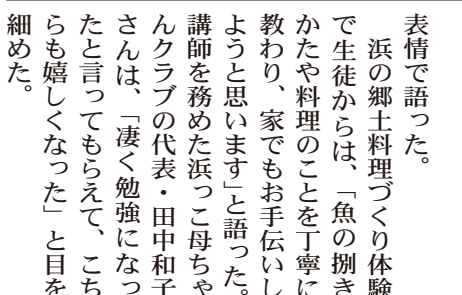 表情で語った。
　浜の郷土料理づくり体験
で生徒からは、「魚の捌き
かたや料理のことを丁寧に
教わり、家でもお手伝いし
ようと思います」と語った。
講師を務めた浜っこ母ちゃ
んクラブの代表・田中和子
さんは、「凄く勉強になっ
たと言ってもらえて、こち
らも嬉しくなった」と目を
細めた。